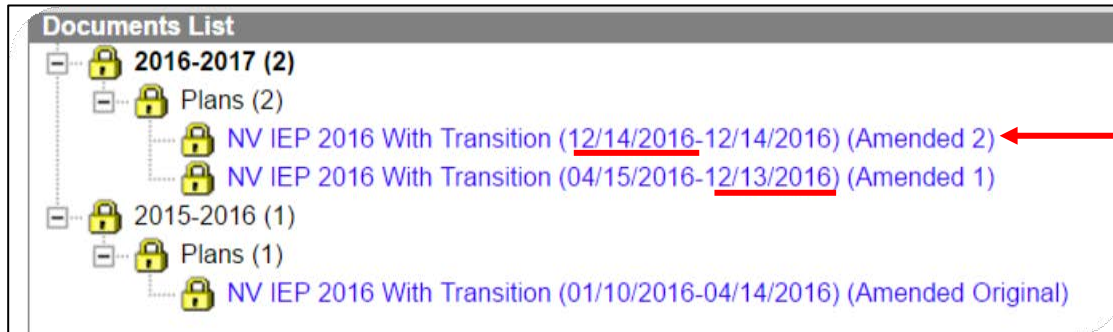 Documents List
2016-2017 (2)
Plans (2)
NV IEP 2016 With Transition (12/14/2016-12/14/2016) (Amended 2)
NV IEP 2016 With Transition (04/15/2016-12/13/2016) (Amended 1)
2015-2016 (1)
Plans (1)
NV IEP 2016 With Transition (01/10/2016-04/14/2016) (Amended Original)